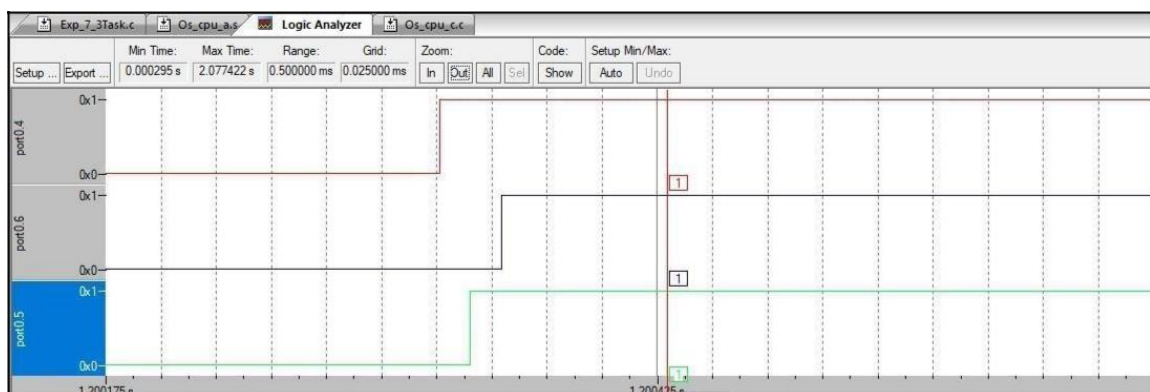 Exp_7_3Task.c Os_cpu_a.s Logic Analyzer Os_cpu_c.c
Min Time: Max Time: Range: Grid: Zoom: Code: Setup Min/Max:
Setup ... Export ... 0.000295 s 2.077422 s 0.500000 ms 0.025000 ms In Out All Sel Show Auto Undo
0x1
port0.4
0x0
1
0x1
port0.6
0x0
1
0x1
port0.5
0x0
1
1.200175 s 1.200425 s